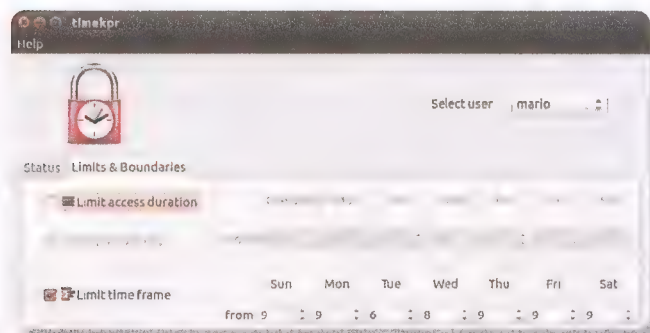 timekpr
Help
Select user mario
Status Limits & Boundaries
Limit access duration
Sun Mon Tue Wed Thu Fri Sat
Limit time frame
from 9 9 6 8 9 9 9